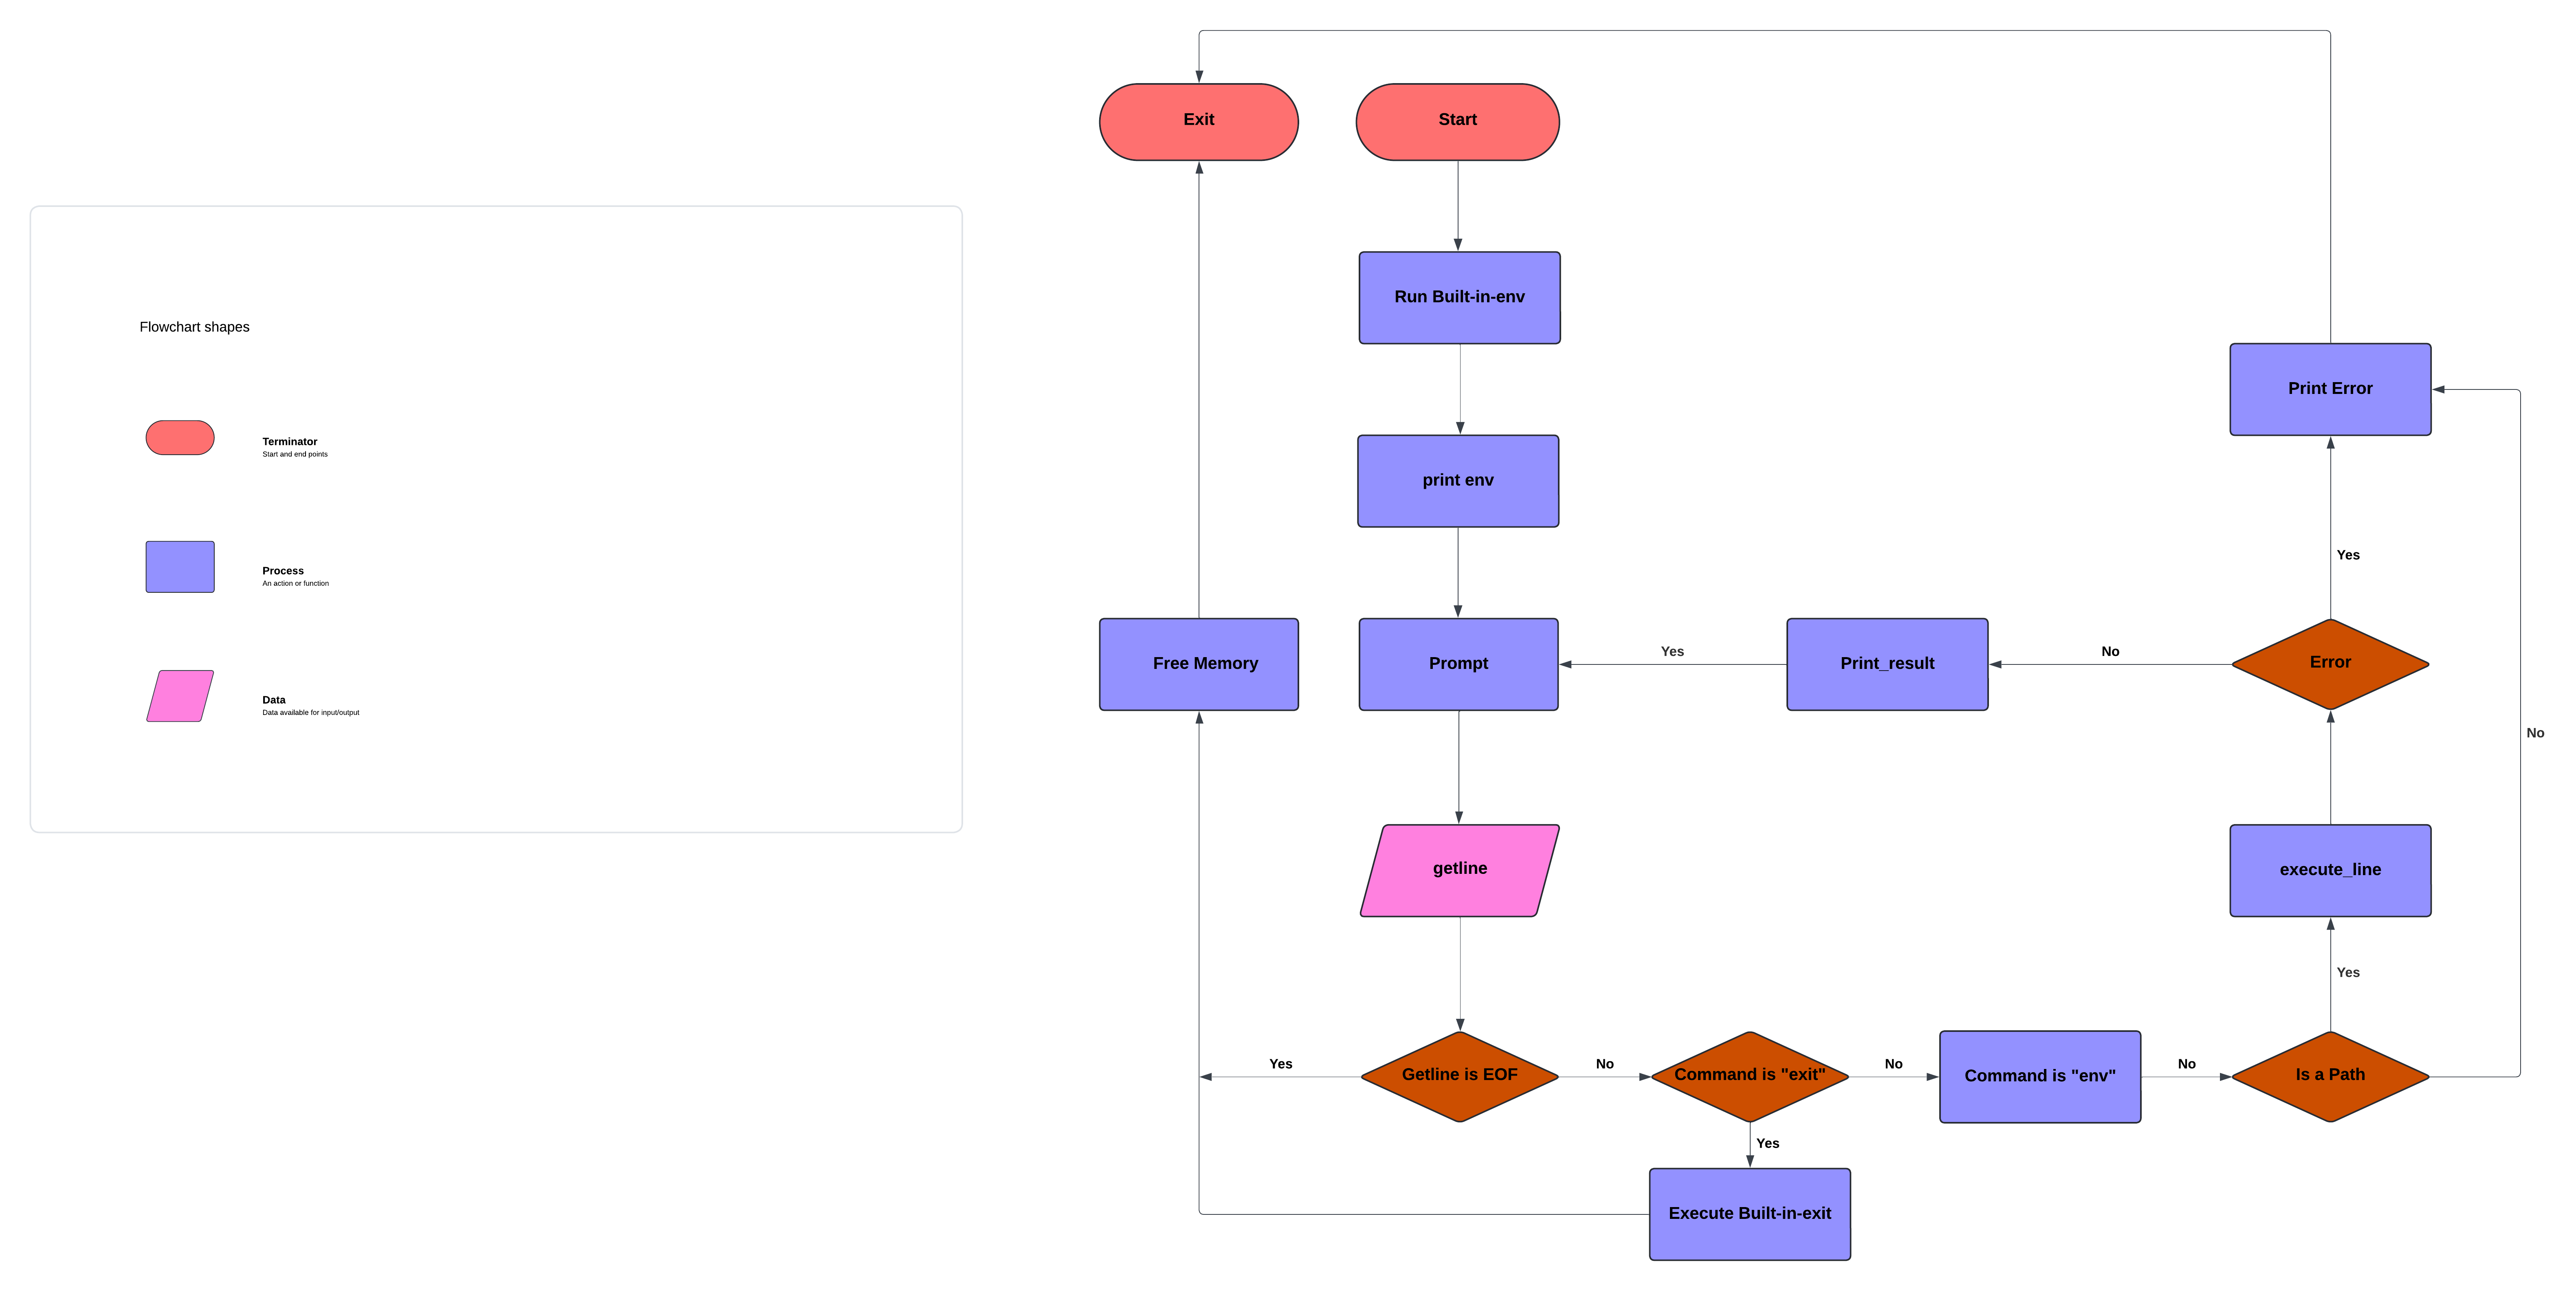 Flowchart shapes
Terminator
Start and end points
Process
An action or function
Data
Data available for input/output
Exit
Start
Run Built-in-env
Print Error
print env
Yes
Free Memory
Prompt
Yes
Print_result
No
Error
No
getline
execute_line
Yes
Yes
Getline is EOF
No
Command is "exit"
No
Command is "env"
No
Is a Path
Yes
Execute Built-in-exit